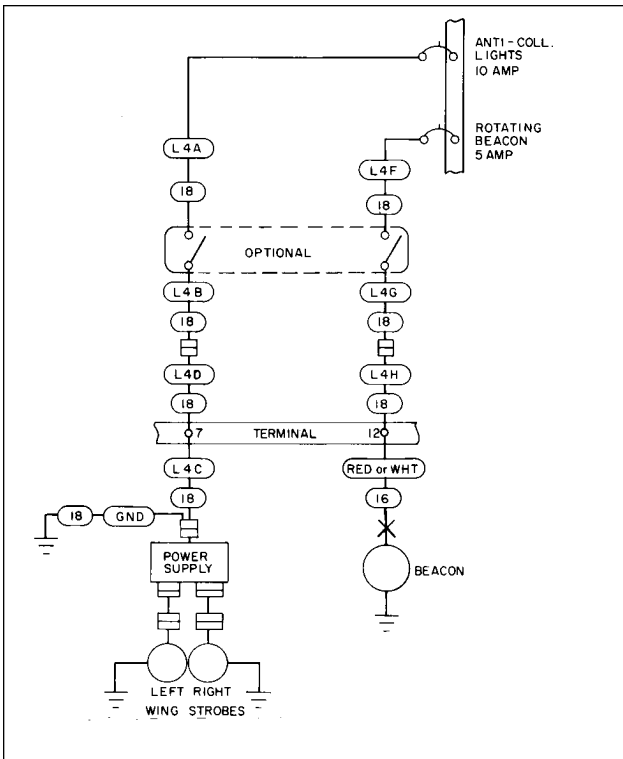 ANTI-COLL.
LIGHTS
10 AMP
ROTATING
BEACON
5 AMP
L4A
L4F
18
18
OPTIONAL
L4B
L4G
18
18
L4D
L4H
18
18
7
TERMINAL
12
L4C
RED or WHT
18
16
18
GND
POWER
SUPPLY
BEACON
LEFT RIGHT
WING STROBES